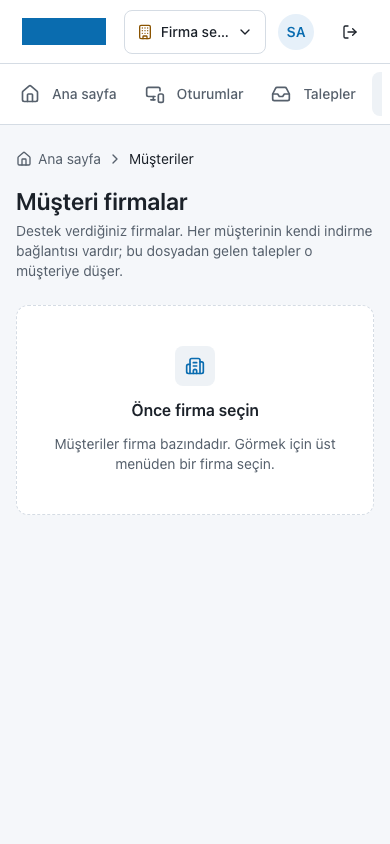 Firma se...
SA
Ana sayfa
Oturumlar
Talepler
Ana sayfa
Müşteriler
Müşteri firmalar
Destek verdiğiniz firmalar. Her müşterinin kendi indirme
bağlantısı vardır; bu dosyadan gelen talepler o
müşteriye düşer.
Önce firma seçin
Müşteriler firma bazındadır. Görmek için üst
menüden bir firma seçin.